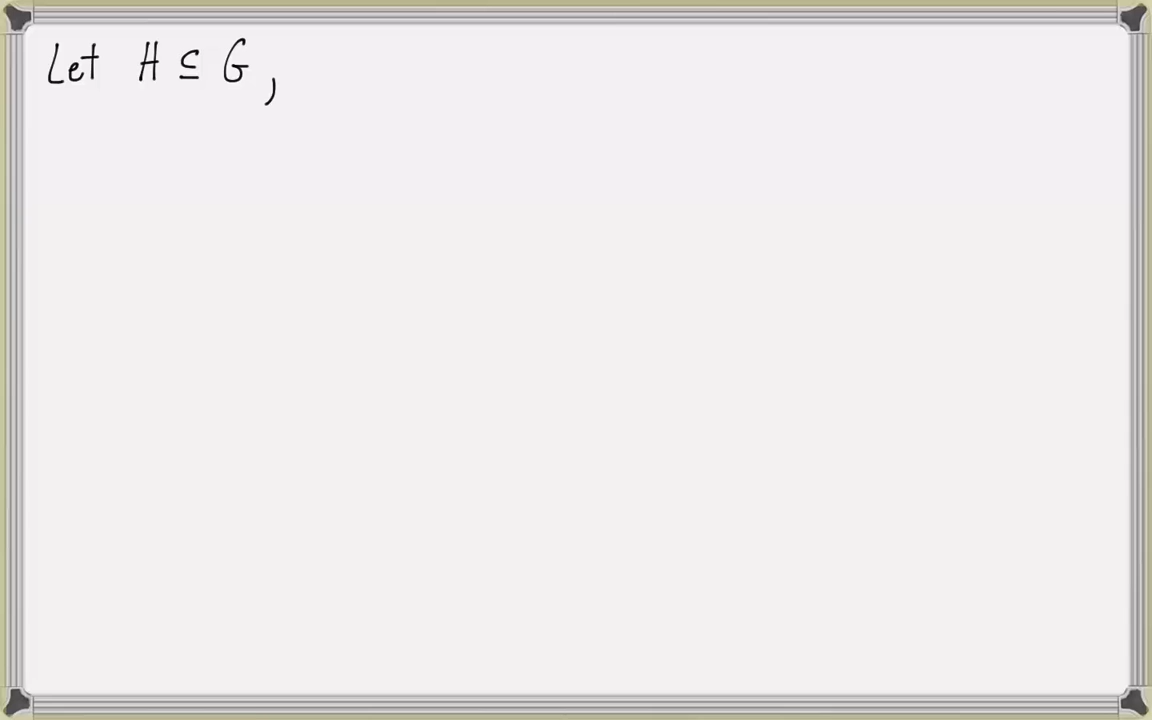 Let H ⊆ G ,